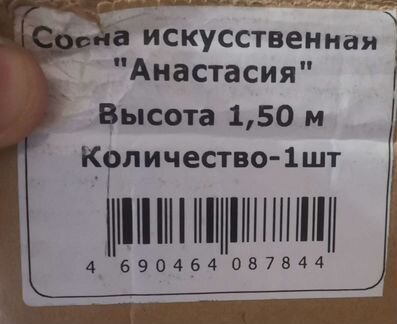 Сосна искусственная
"Анастасия"
Высота 1,50 м
Количество-1шт
4 690464 087844